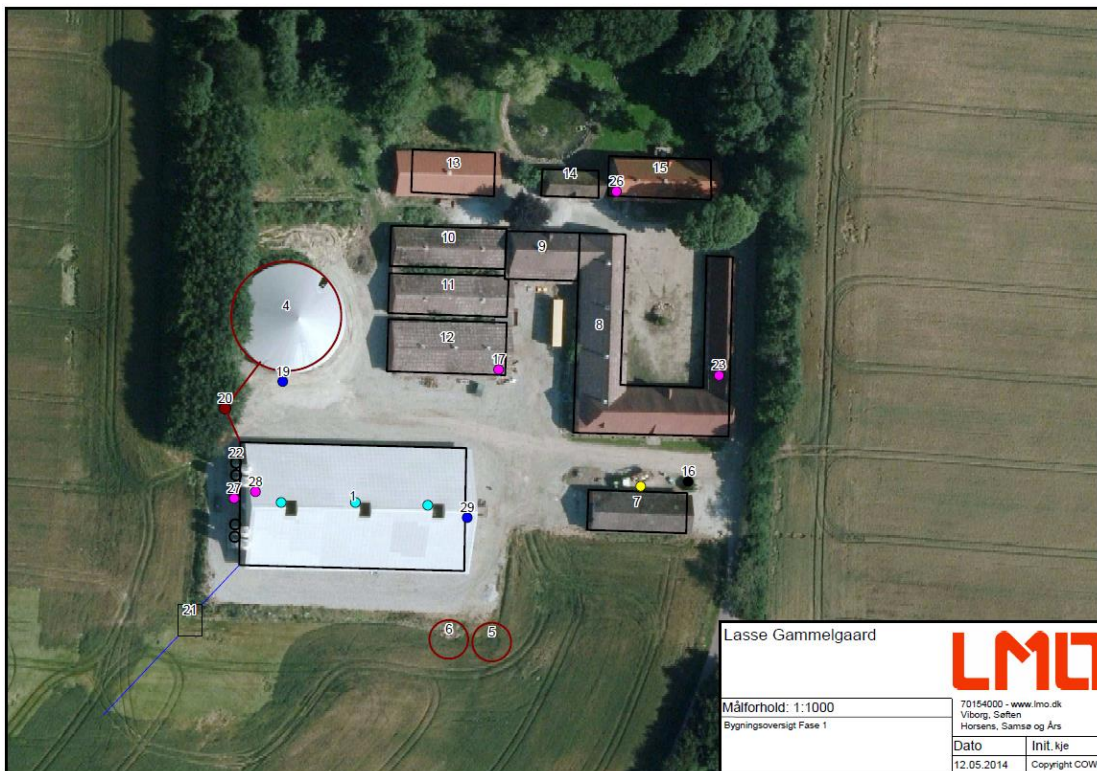 13
14
15
26
10
9
11
4
8
12
17
23
19
20
22
16
28
27
1
7
29
21
6
5
Lasse Gammelgaard
LMO
Målforhold: 1:1000
Bygningsoversigt Fase 1
70154000 - www.lmo.dk
Viborg, Søften
Horsens, Samsø og Års
Dato
Init. kje
12.05.2014
Copyright COW